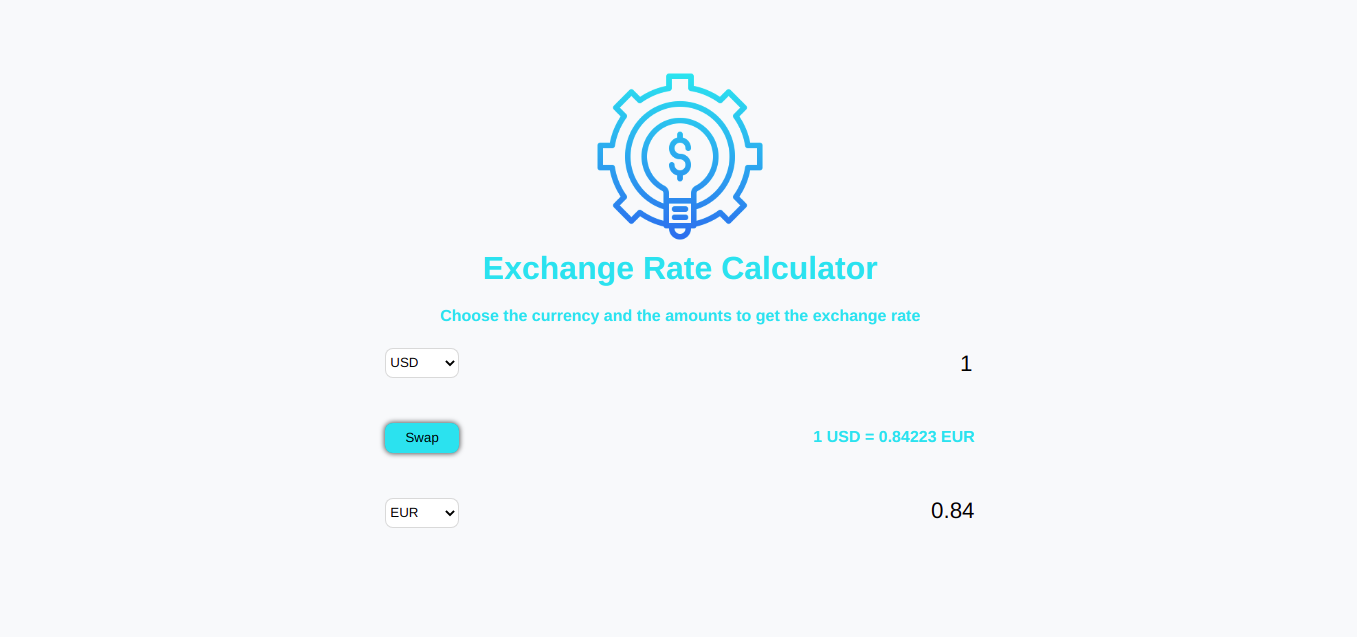 $
Exchange Rate Calculator
Choose the currency and the amounts to get the exchange rate
USD 1
Swap 1 USD = 0.84223 EUR
EUR 0.84